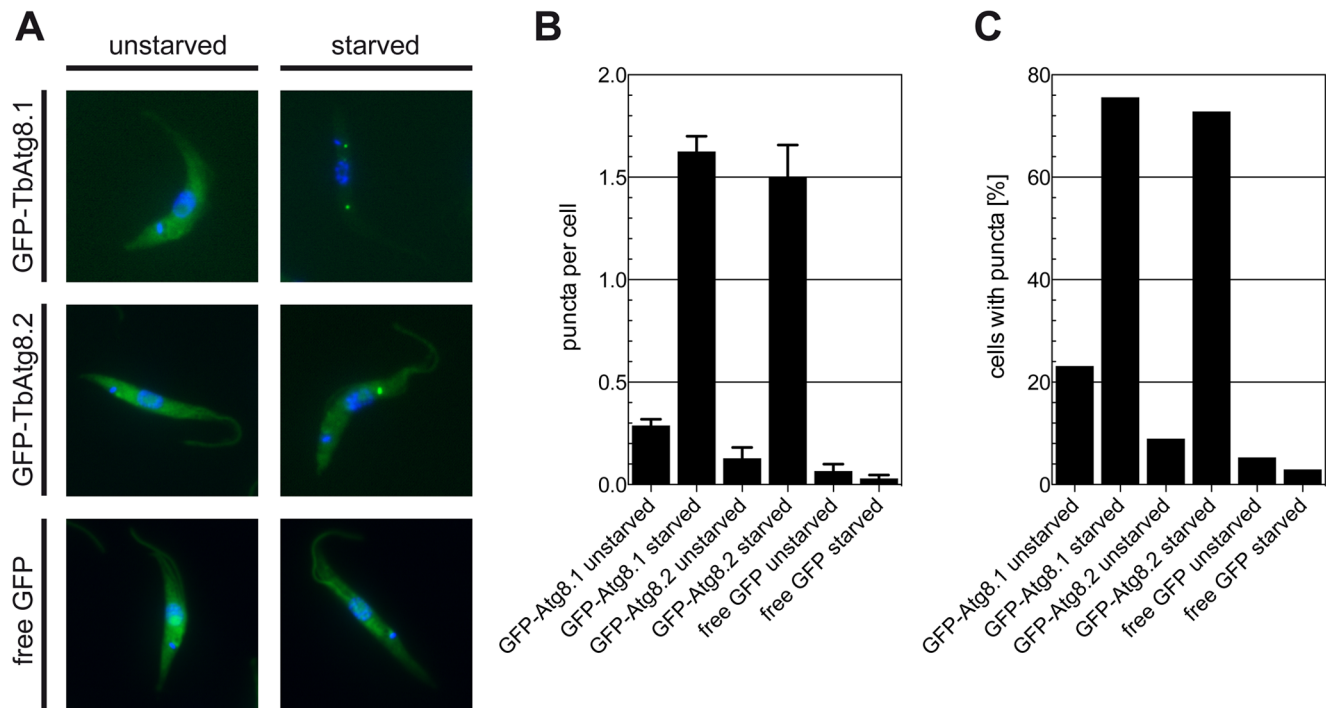 A
unstarved
starved
GFP-TbAtg8.1
GFP-TbAtg8.2
free GFP
B
puncta per cell
2.0
1.5
1.0
0.5
0.0
GFP-Atg8.1 unstarved
GFP-Atg8.1 starved
GFP-Atg8.2 unstarved
GFP-Atg8.2 starved
free GFP unstarved
free GFP starved
C
cells with puncta [%]
80
60
40
20
0
GFP-Atg8.1 unstarved
GFP-Atg8.1 starved
GFP-Atg8.2 unstarved
GFP-Atg8.2 starved
free GFP unstarved
free GFP starved